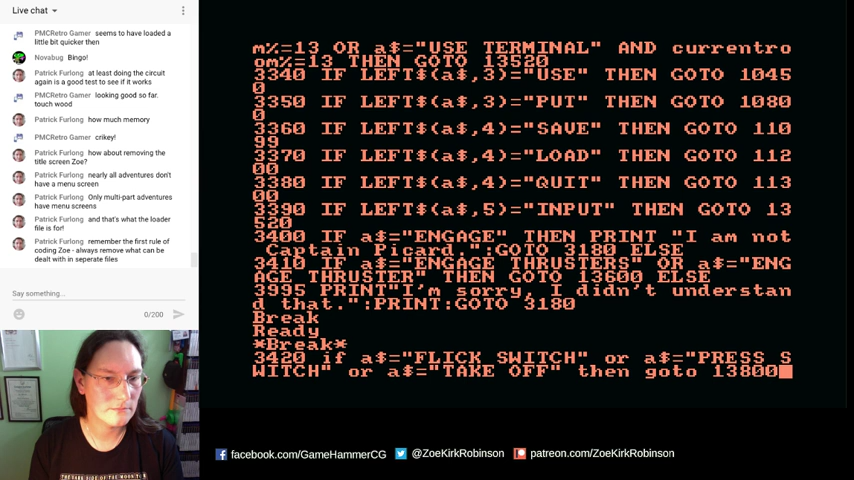 Live chat
PMCRetro Gamer seems to have loaded a
little bit quicker then
Novabug Bingo!
Patrick Furlong at least doing the circuit
again is a good test to see if it works
PMCRetro Gamer looking good so far.
touch wood
Patrick Furlong how much memory
PMCRetro Gamer crikey!
Patrick Furlong how about removing the
title screen Zoe?
Patrick Furlong nearly all adventures don't
have a menu screen
Patrick Furlong Only multi-part adventures
have menu screens
Patrick Furlong and that's what the loader
file is for!
Patrick Furlong remember the first rule of
coding Zoe - always remove what can be
dealt with in seperate files
Say something...
0/200
m%=13 OR a$="USE TERMINAL" AND currentro
om%=13 THEN GOTO 13520
3340 IF LEFT$(a$,3)="USE" THEN GOTO 1045
0
3350 IF LEFT$(a$,3)="PUT" THEN GOTO 1080
0
3360 IF LEFT$(a$,4)="SAVE" THEN GOTO 110
99
3370 IF LEFT$(a$,4)="LOAD" THEN GOTO 112
00
3380 IF LEFT$(a$,4)="QUIT" THEN GOTO 113
00
3390 IF LEFT$(a$,5)="INPUT" THEN GOTO 13
520
3400 IF a$="ENGAGE" THEN PRINT "I am not
Captain Picard.":GOTO 3180 ELSE
3410 IF a$="ENGAGE THRUSTERS" OR a$="ENG
AGE THRUSTER" THEN GOTO 13600 ELSE
3995 PRINT"I'm sorry, I didn't understan
d that.":PRINT:GOTO 3180
Break
Ready
*Break*
3420 if a$="FLICK SWITCH" or a$="PRESS S
WITCH" or a$="TAKE OFF" then goto 13800
THE DARK SIDE OF THE MOON
facebook.com/GameHammerCG
@ZoeKirkRobinson
patreon.com/ZoeKirkRobinson